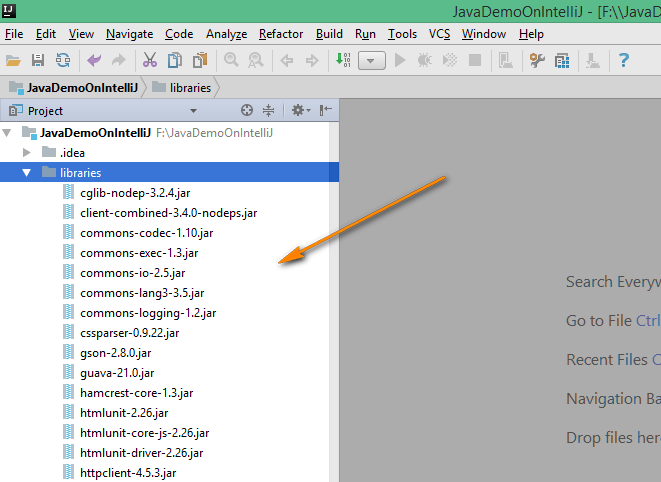 IJ
JavaDemoOnIntelliJ - [F:\\JavaD
File Edit View Navigate Code Analyze Refactor Build Run Tools VCS Window Help
JavaDemoOnIntelliJ libraries
Project
JavaDemoOnIntelliJ F:\JavaDemoOnIntelliJ
.idea
libraries
cglib-nodep-3.2.4.jar
client-combined-3.4.0-nodeps.jar
commons-codec-1.10.jar
commons-exec-1.3.jar
commons-io-2.5.jar
commons-lang3-3.5.jar
commons-logging-1.2.jar
cssparser-0.9.22.jar
gson-2.8.0.jar
guava-21.0.jar
hamcrest-core-1.3.jar
htmlunit-2.26.jar
htmlunit-core-js-2.26.jar
htmlunit-driver-2.26.jar
httpclient-4.5.3.jar
Search Everyw
Go to File Ctrl
Recent Files C
Navigation Ba
Drop files here